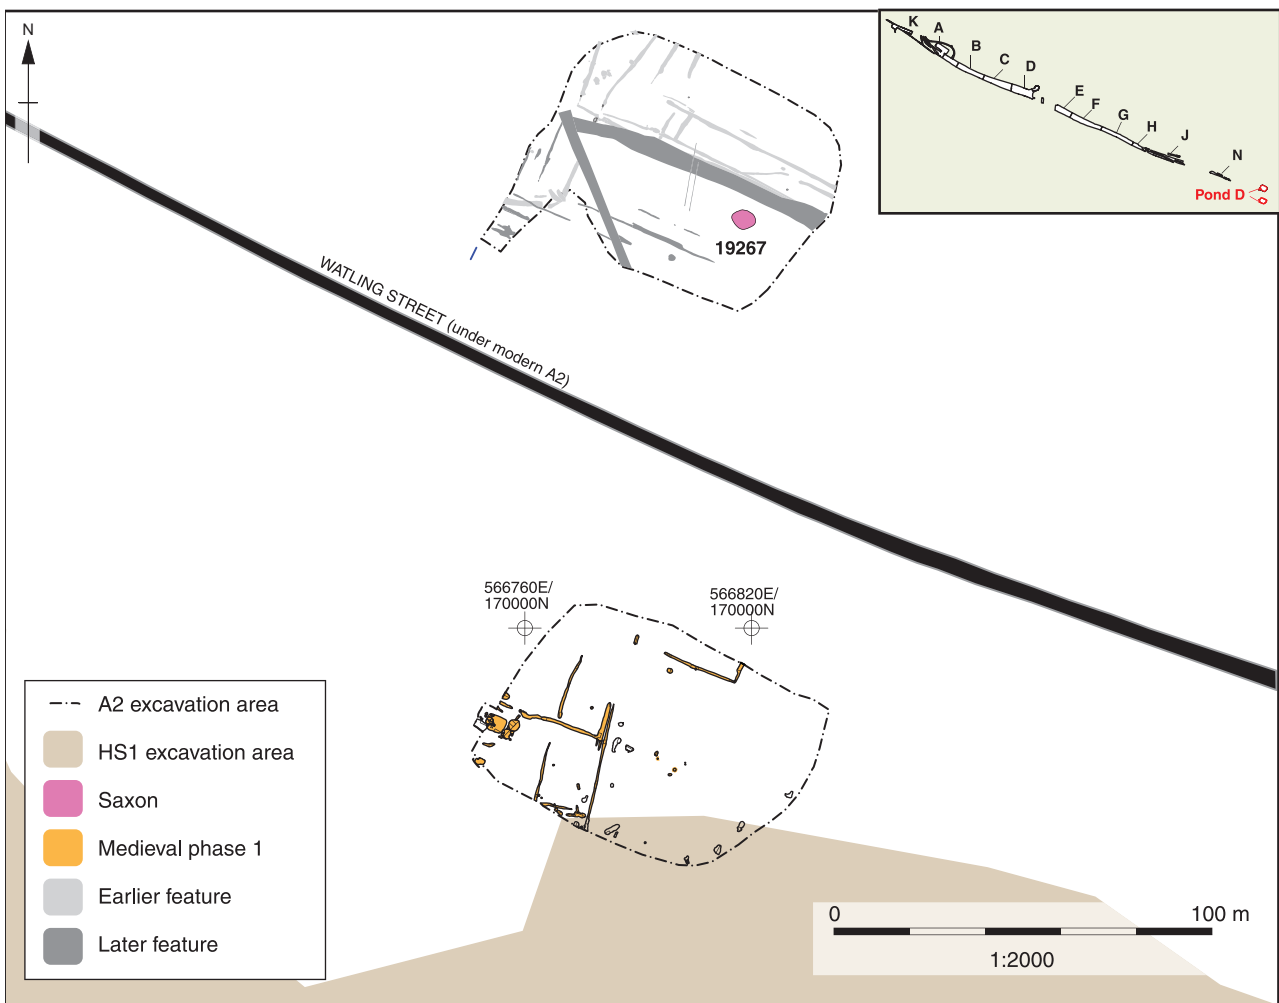 N
K
A
B
C
D
E
F
G
H
J
N
Pond D
19267
WATLING STREET (under modern A2)
566760E/
170000N
566820E/
170000N
A2 excavation area
HS1 excavation area
Saxon
Medieval phase 1
Earlier feature
Later feature
0
100 m
1:2000